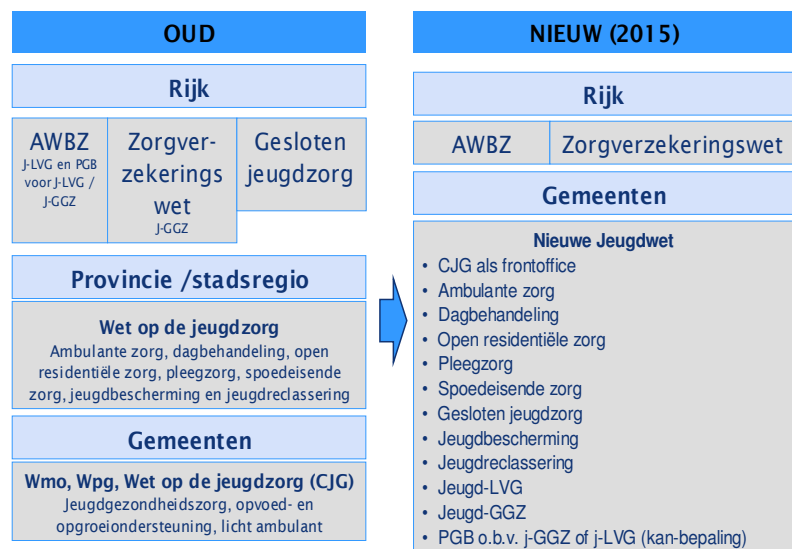 OUD
Rijk
AWBZ
J-LVG en PGB
voor J-LVG /
J-GGZ
Zorgver-
zekerings
wet
J-GGZ
Gesloten
jeugdzorg
Provincie /stadsregio
Wet op de jeugdzorg
Ambulante zorg, dagbehandeling, open
residentiële zorg, pleegzorg, spoedeisende
zorg, jeugdbescherming en jeugdreclassering
Gemeenten
Wmo, Wpg, Wet op de jeugdzorg (CJG)
Jeugdgezondheidszorg, opvoed- en
opgroeiondersteuning, licht ambulant
NIEUW (2015)
Rijk
AWBZ
Zorgverzekeringswet
Gemeenten
Nieuwe Jeugdwet
• CJG als frontoffice
• Ambulante zorg
• Dagbehandeling
• Open residentiële zorg
• Pleegzorg
• Spoedeisende zorg
• Gesloten jeugdzorg
• Jeugdbescherming
• Jeugdreclassering
• Jeugd-LVG
• Jeugd-GGZ
• PGB o.b.v. j-GGZ of j-LVG (kan-bepaling)